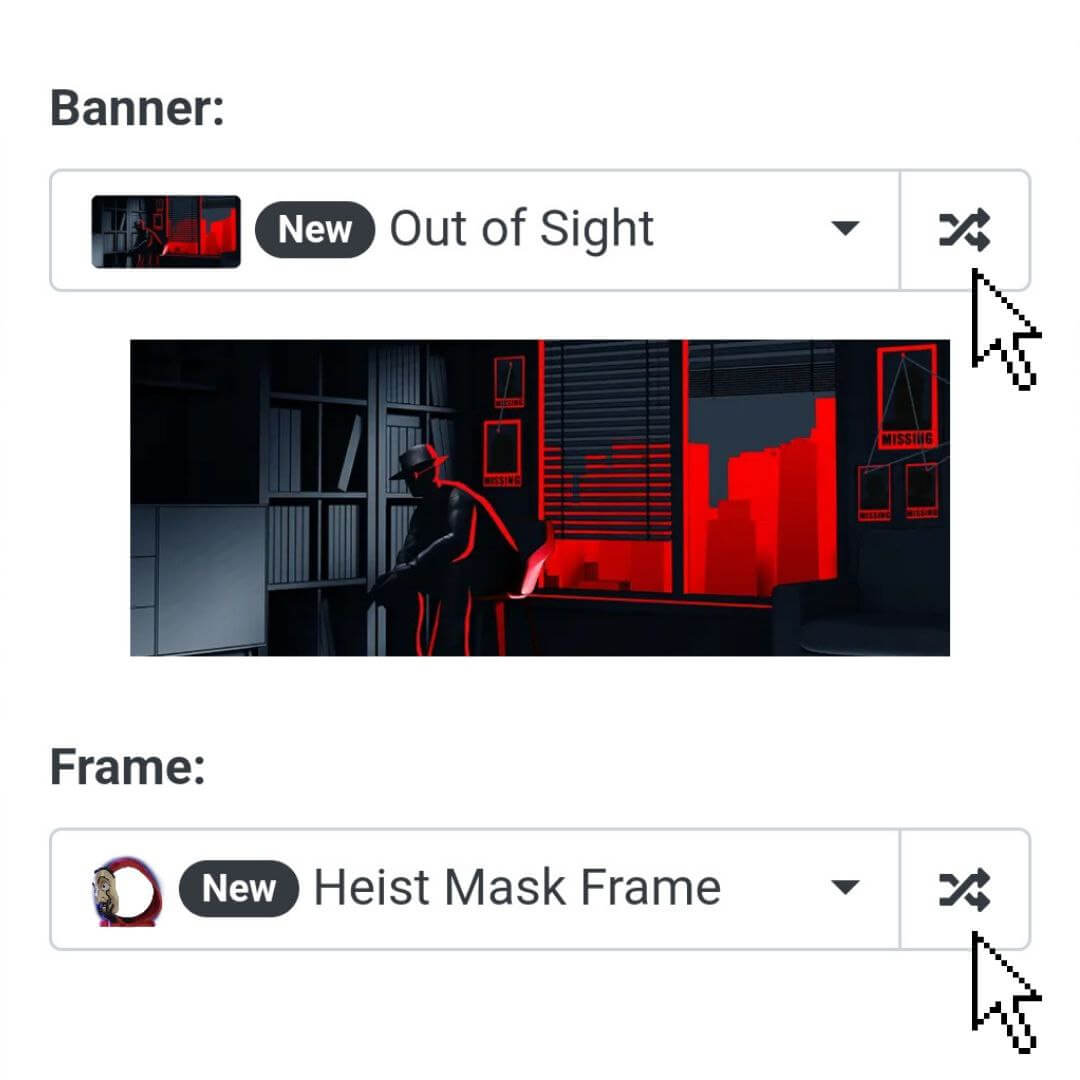 Banner:
New Out of Sight
MISSING
MISSING
MISSING
MISSING
MISSING
Frame:
New Heist Mask Frame